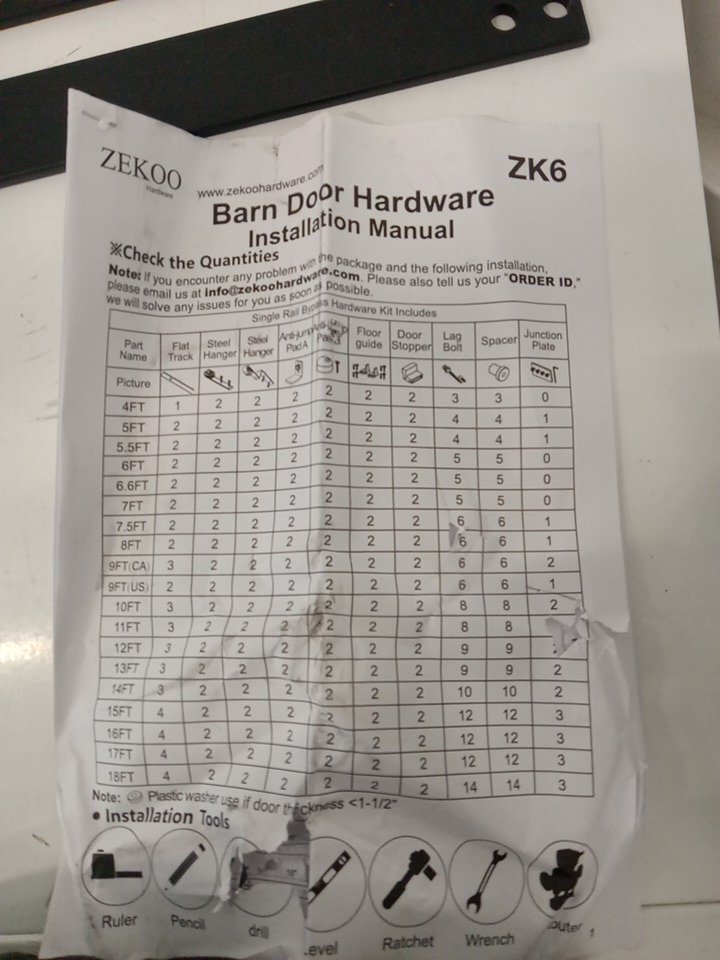 ZEKOO
Hardware
www.zekoohardware.com
ZK6
Barn Door Hardware
Installation Manual
※Check the Quantities
Note: If you encounter any problem with the package and the following installation,
please email us at info@zekoohardware.com. Please also tell us your "ORDER ID,"
we will solve any issues for you as soon as possible.
Single Rail Bypass Hardware Kit Includes
Part Name Flat Track Steel Hanger Steel Hanger Anti-jump Pad A Floor guide Door Stopper Lag Bolt Spacer Junction Plate
Picture
4FT 1 2 2 2 2 2 2 3 3 0
5FT 2 2 2 2 2 2 2 4 4 1
5.5FT 2 2 2 2 2 2 2 4 4 1
6FT 2 2 2 2 2 2 2 5 5 0
6.6FT 2 2 2 2 2 2 2 5 5 0
7FT 2 2 2 2 2 2 2 5 5 0
7.5FT 2 2 2 2 2 2 2 6 6 1
8FT 2 2 2 2 2 2 2 6 6 1
9FT(CA) 3 2 2 2 2 2 2 6 6 2
9FT(US) 2 2 2 2 2 2 2 6 6 1
10FT 3 2 2 2 2 2 2 8 8 2
11FT 3 2 2 2 2 2 2 8 8
12FT 3 2 2 2 2 2 2 9 9
13FT 3 2 2 2 2 2 2 9 9 2
14FT 3 2 2 2 2 2 2 10 10 2
15FT 4 2 2 2 2 2 2 12 12 3
16FT 4 2 2 2 2 2 2 12 12 3
17FT 4 2 2 2 2 2 2 12 12 3
18FT 4 2 2 2 2 2 2 14 14 3
Note: Plastic washer use if door thickness <1-1/2"
• Installation Tools
Ruler Pencil drill evel Ratchet Wrench outer